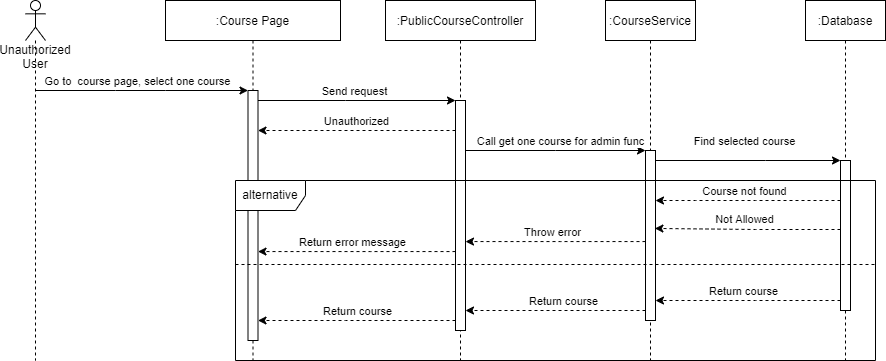 :Course Page
:PublicCourseController
:CourseService
:Database
Unauthorized
User
Go to course page, select one course
Send request
Unauthorized
Call get one course for admin func
Find selected course
alternative
Course not found
Not Allowed
Throw error
Return error message
Return course
Return course
Return course